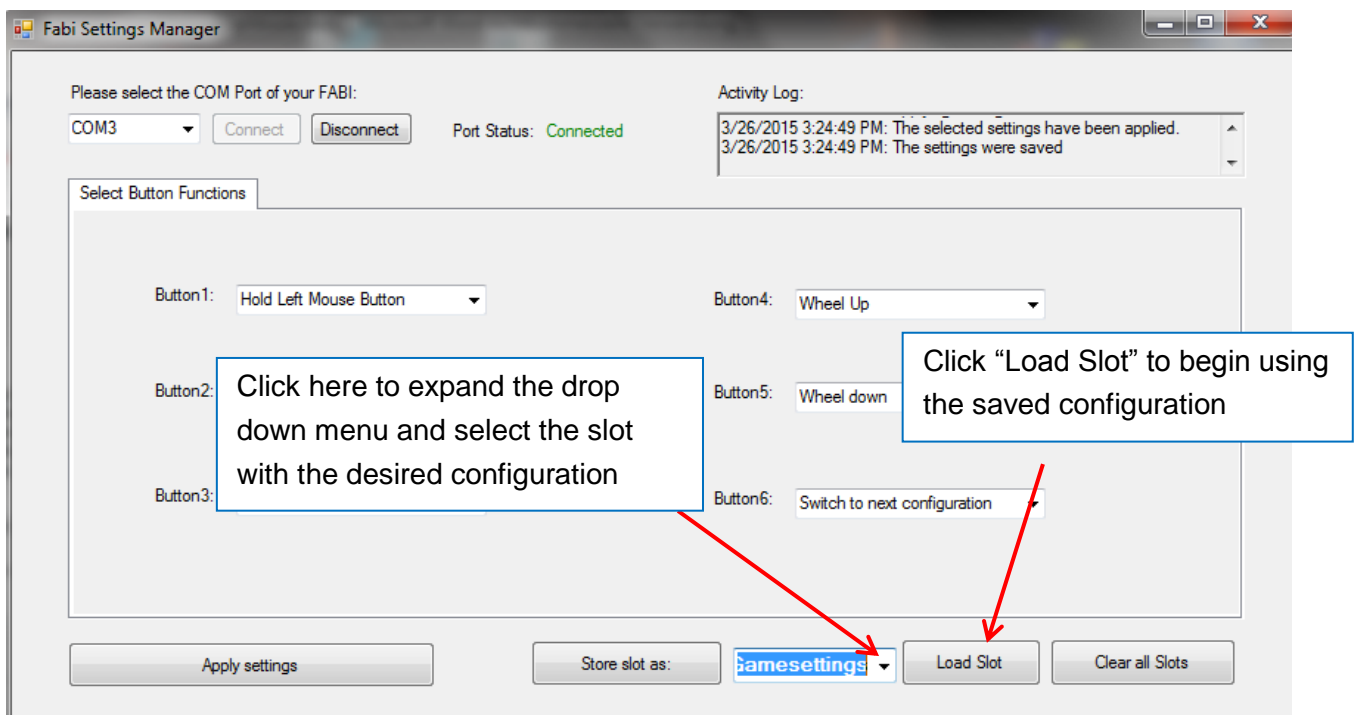 Fabi Settings Manager
Please select the COM Port of your FABI:
Activity Log:
COM3
Connect
Disconnect
Port Status: Connected
3/26/2015 3:24:49 PM: The selected settings have been applied.
3/26/2015 3:24:49 PM: The settings were saved
Select Button Functions
Button1:
Hold Left Mouse Button
Button4:
Wheel Up
Click “Load Slot” to begin using
the saved configuration
Button2:
Click here to expand the drop
down menu and select the slot
with the desired configuration
Button5:
Wheel down
Button3:
Button6:
Switch to next configuration
Apply settings
Store slot as:
Gamesettings
Load Slot
Clear all Slots